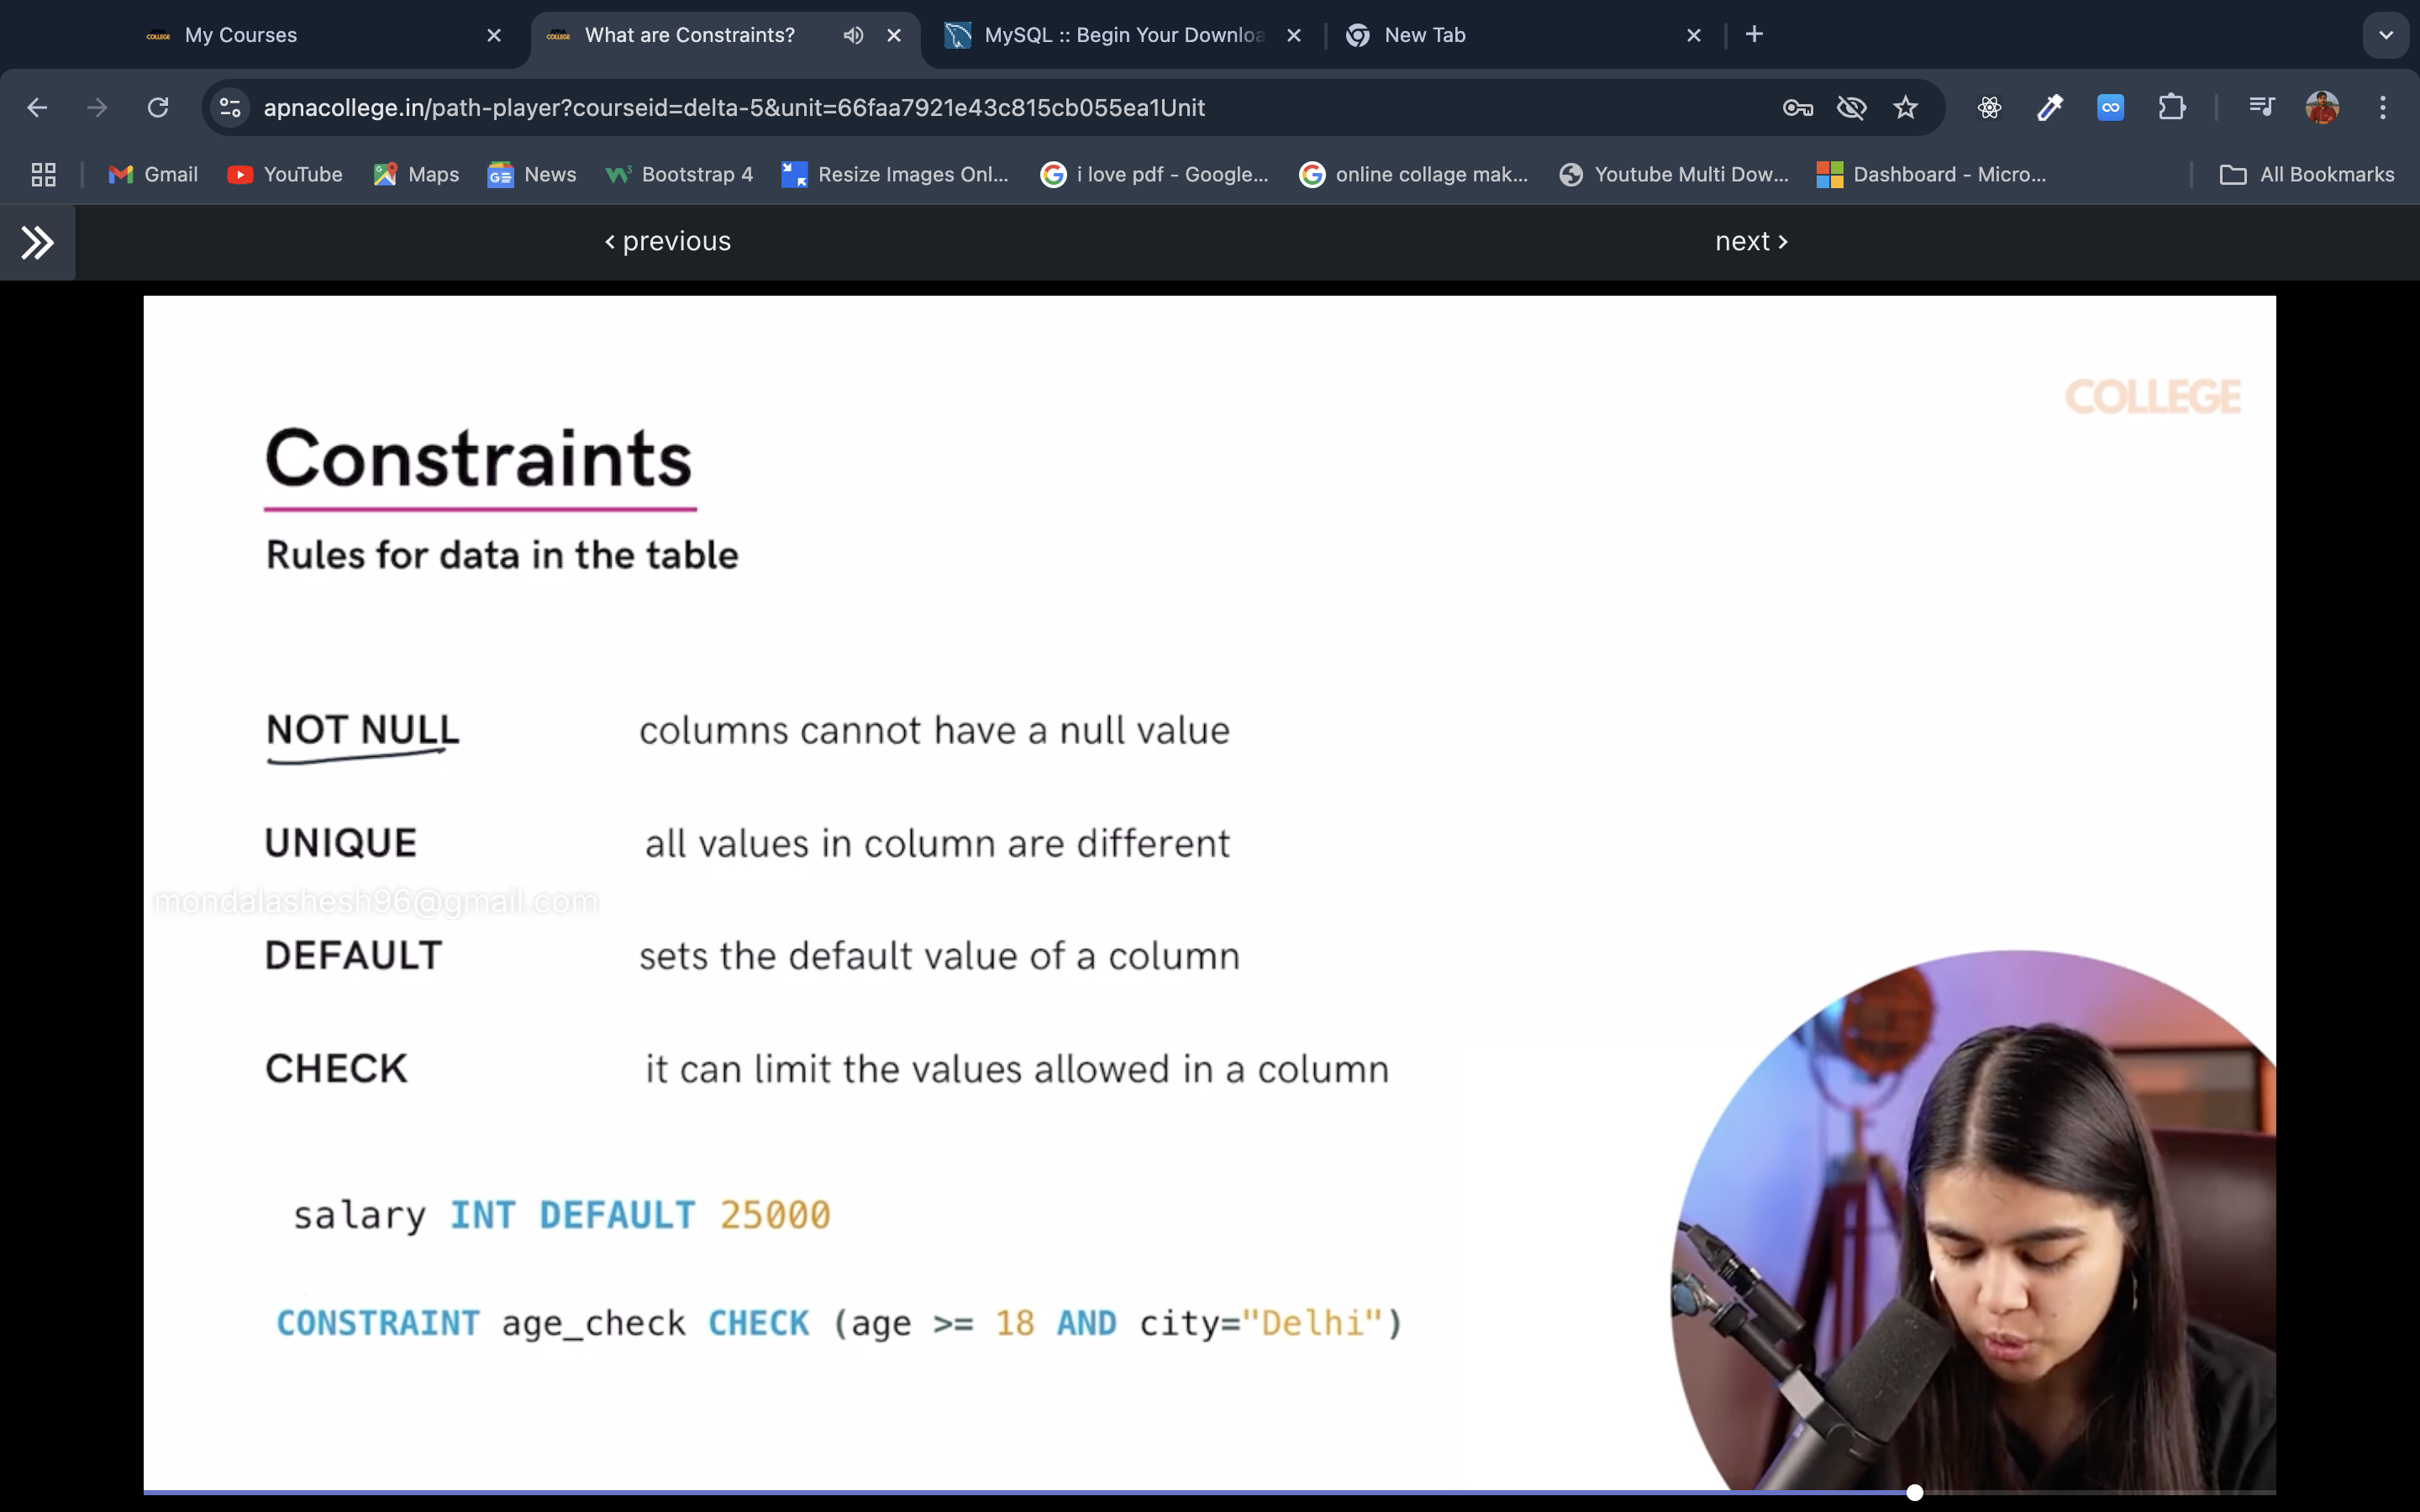 My Courses
What are Constraints?
MySQL :: Begin Your Downloa
New Tab
apnacollege.in/path-player?courseid=delta-5&unit=66faa7921e43c815cb055ea1Unit
Gmail
YouTube
Maps
News
Bootstrap 4
Resize Images Onl...
i love pdf - Google...
online collage mak...
Youtube Multi Dow...
Dashboard - Micro...
All Bookmarks
‹ previous
next ›
COLLEGE
Constraints
Rules for data in the table
NOT NULL columns cannot have a null value
UNIQUE all values in column are different
mondalashesh96@gmail.com
DEFAULT sets the default value of a column
CHECK it can limit the values allowed in a column
salary INT DEFAULT 25000
CONSTRAINT age_check CHECK (age >= 18 AND city="Delhi")